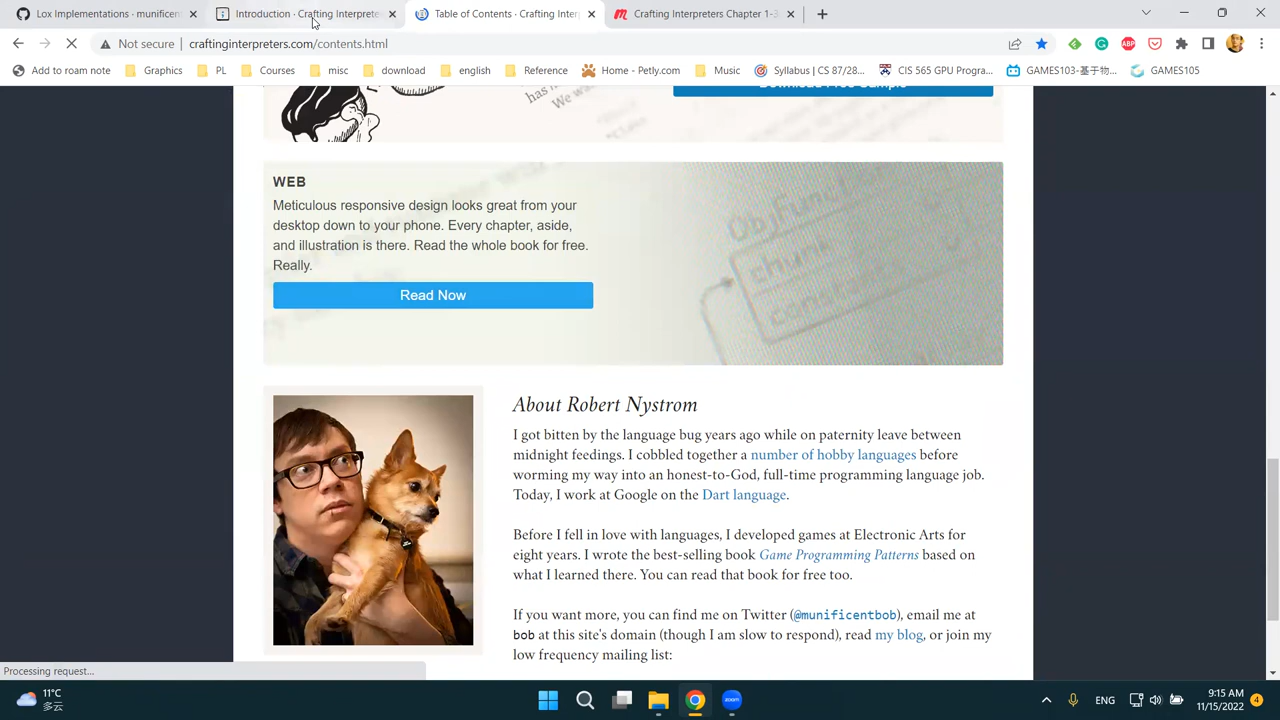 Lox Implementations · munificen
Introduction · Crafting Interprete
Table of Contents · Crafting Inter
Crafting Interpreters Chapter 1-3
Not secure
craftinginterpreters.com/contents.html
Add to roam note
Graphics
PL
Courses
misc
download
english
Reference
Home - Petly.com
Music
Syllabus | CS 87/28...
CIS 565 GPU Progra...
GAMES103-基于物...
GAMES105
ABP
has
We w
Download Free Sample
WEB
Meticulous responsive design looks great from your
desktop down to your phone. Every chapter, aside,
and illustration is there. Read the whole book for free.
Really.
Read Now
About Robert Nystrom
I got bitten by the language bug years ago while on paternity leave between
midnight feedings. I cobbled together a number of hobby languages before
worming my way into an honest-to-God, full-time programming language job.
Today, I work at Google on the Dart language.
Before I fell in love with languages, I developed games at Electronic Arts for
eight years. I wrote the best-selling book Game Programming Patterns based on
what I learned there. You can read that book for free too.
If you want more, you can find me on Twitter (@munificentbob), email me at
bob at this site's domain (though I am slow to respond), read my blog, or join my
low frequency mailing list:
Processing request...
11°C
多云
zoom
ENG
9:15 AM
11/15/2022
4